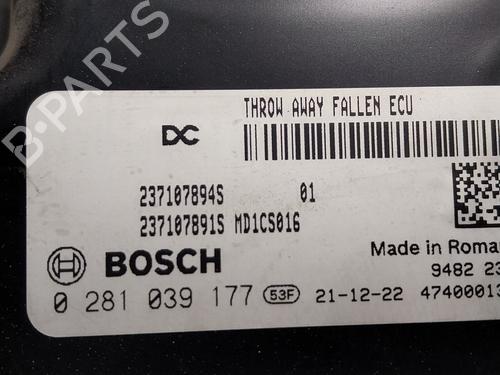 THROW AWAY FALLEN ECU
DC
237107894S 01
237107891S MD1CS016
BOSCH
Made in Roma
9482 23
0 281 039 177 53F 21-12-22 47400013
B-Parts